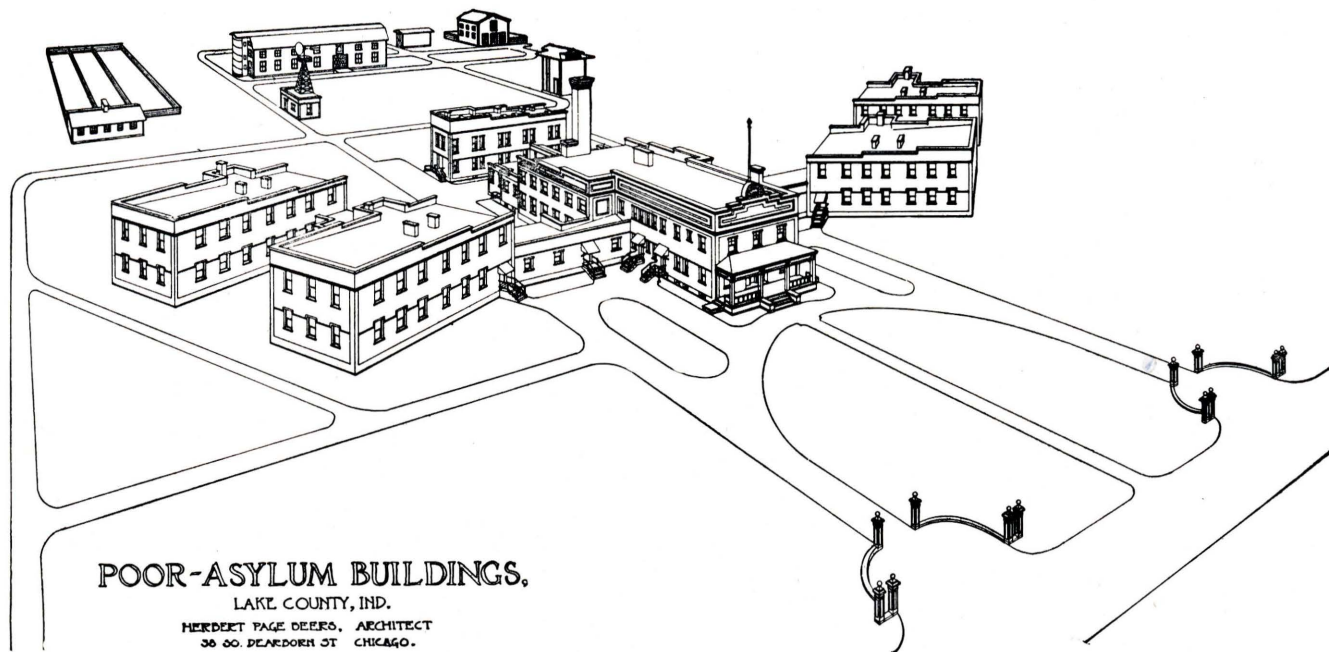 POOR-ASYLUM BUILDINGS,
LAKE COUNTY, IND.
HERBERT PAGE BEERS, ARCHITECT
38 SO. DEARBORN ST CHICAGO.